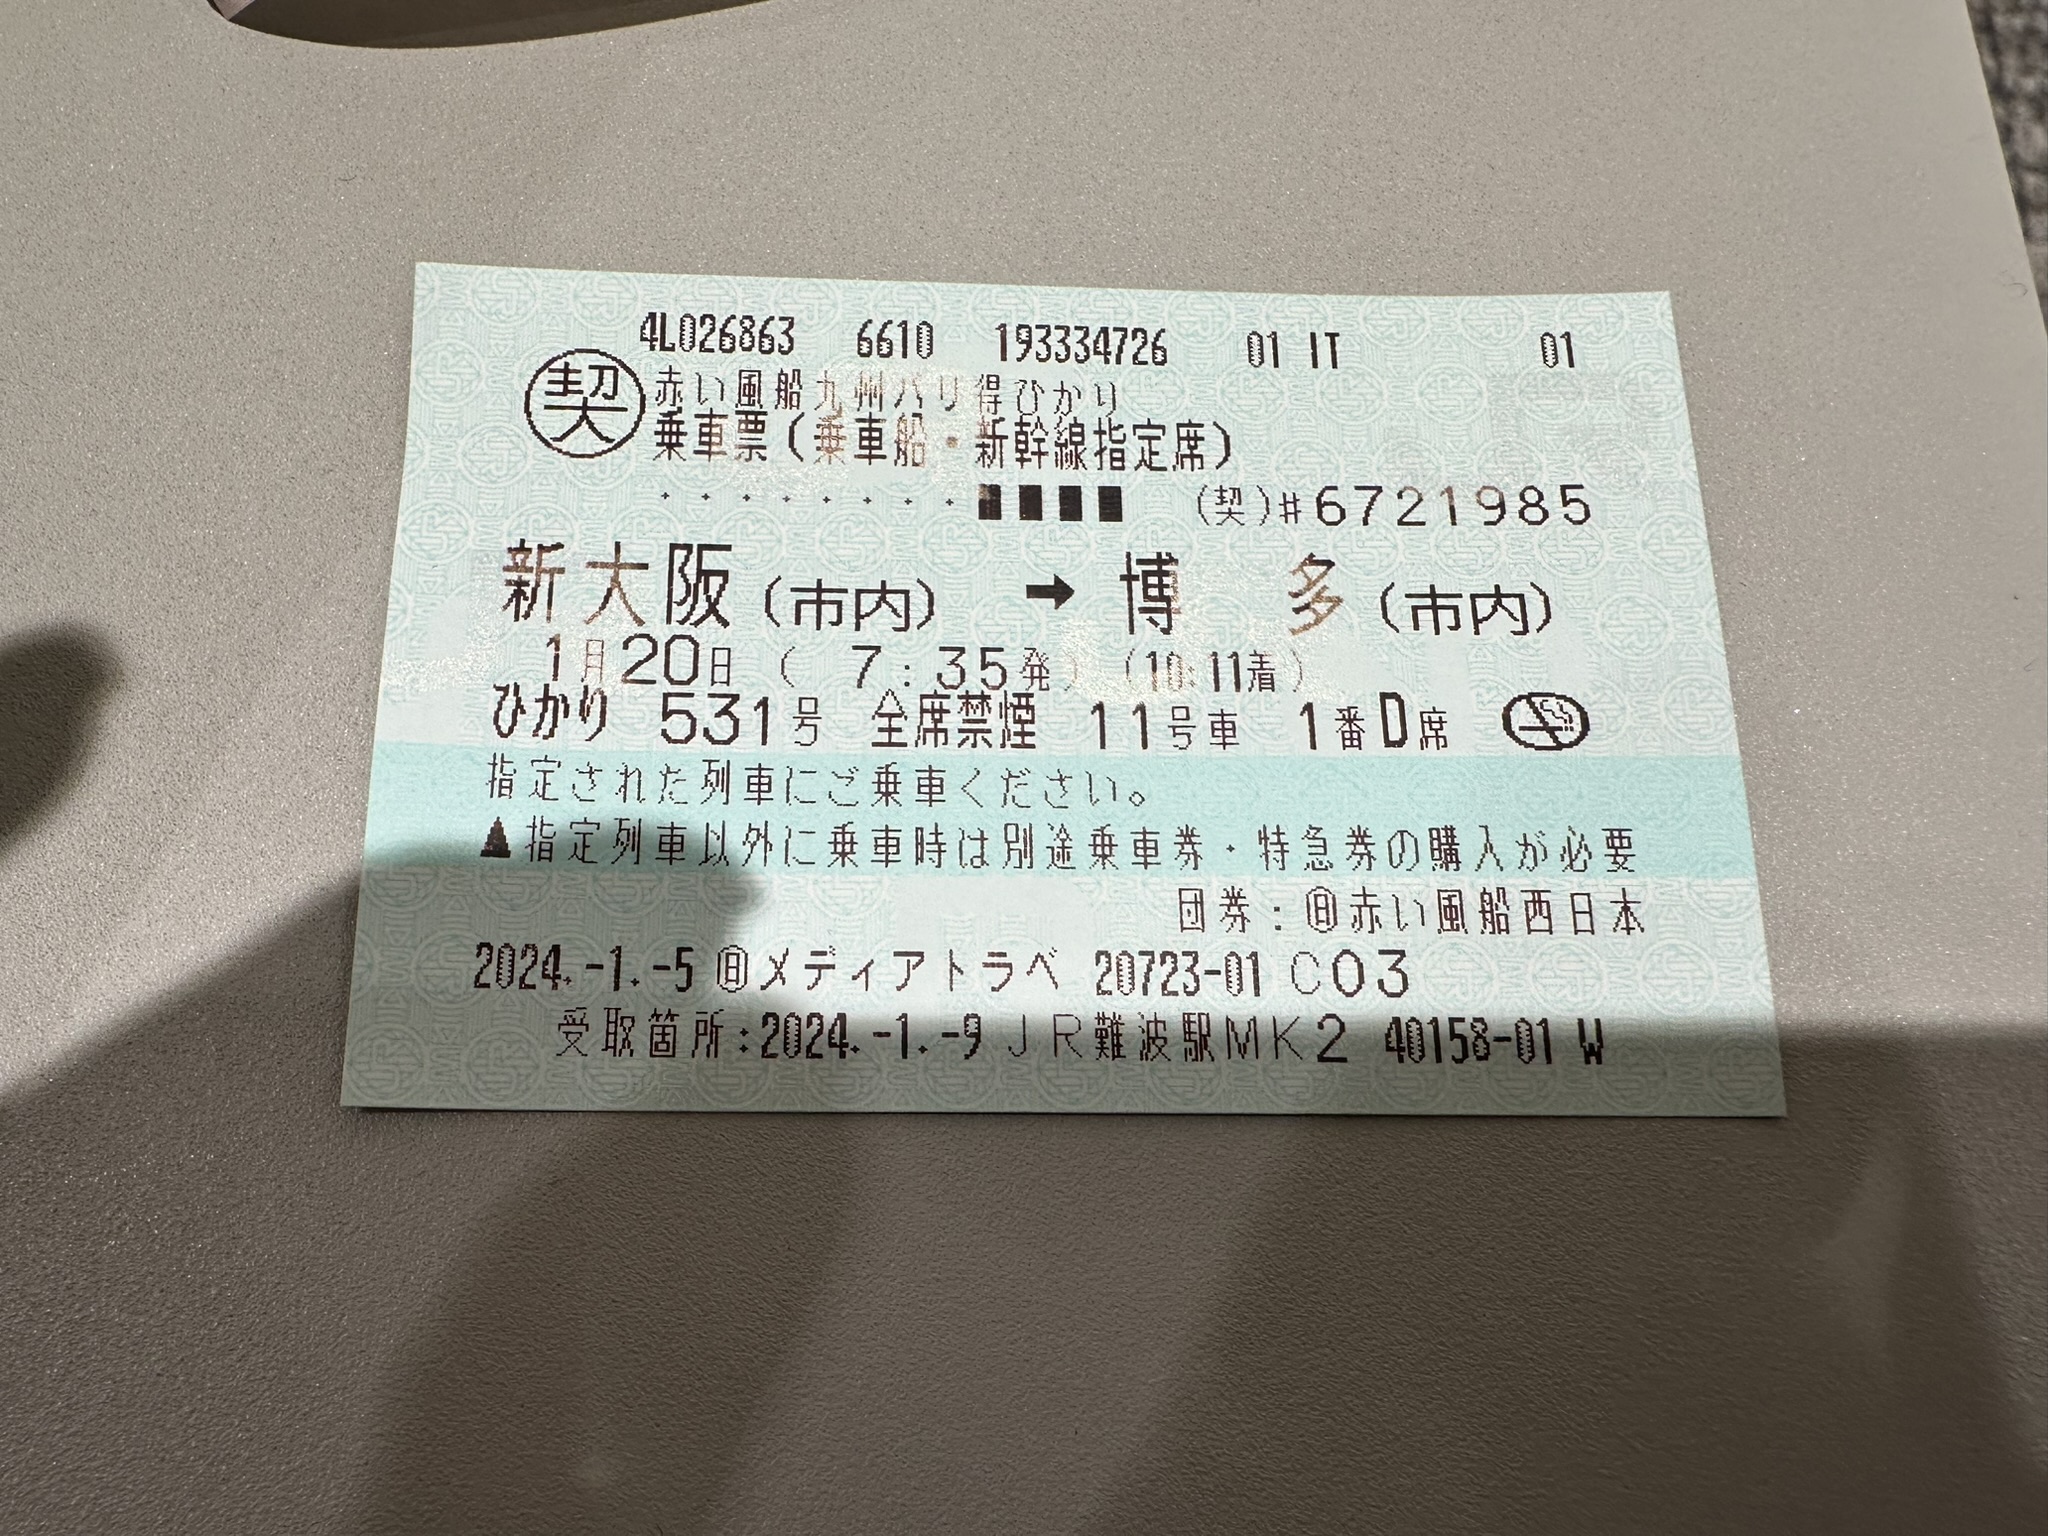 4L026863 6610 193334726 01 IT 01
契 赤い風船九州バリ得ひかり
乗車票(乗車船・新幹線指定席)
・・・・・・・・■■■■ (契)#6721985
新大阪(市内) ➡ 博 多(市内)
1月20日( 7:35発)(10:11着)
ひかり 531号 全席禁煙 11号車 1番D席
指定された列車にご乗車ください。
▲指定列車以外に乗車時は別途乗車券・特急券の購入が必要
団券:㊐赤い風船西日本
2024.-1.-5 ㊐メディアトラベ 20723-01 C03
受取箇所:2024.-1.-9 JR難波駅MK2 40158-01 W